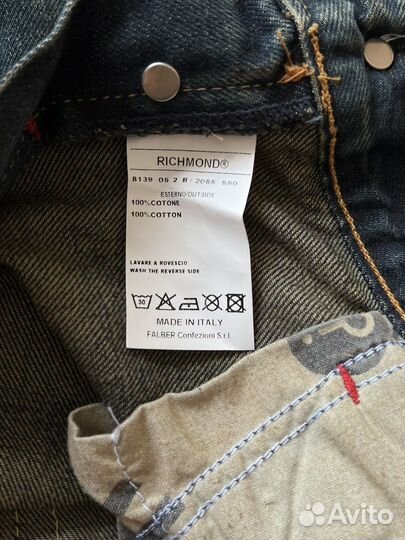 RICHMOND®
8139 05 2 B / 2055 550
ESTERNO/OUTSIDE
100%COTONE
100%COTTON
LAVARE A ROVESCIO
WASH THE REVERSE SIDE
30
MADE IN ITALY
FALBER Confezioni S.r.l.
Avito